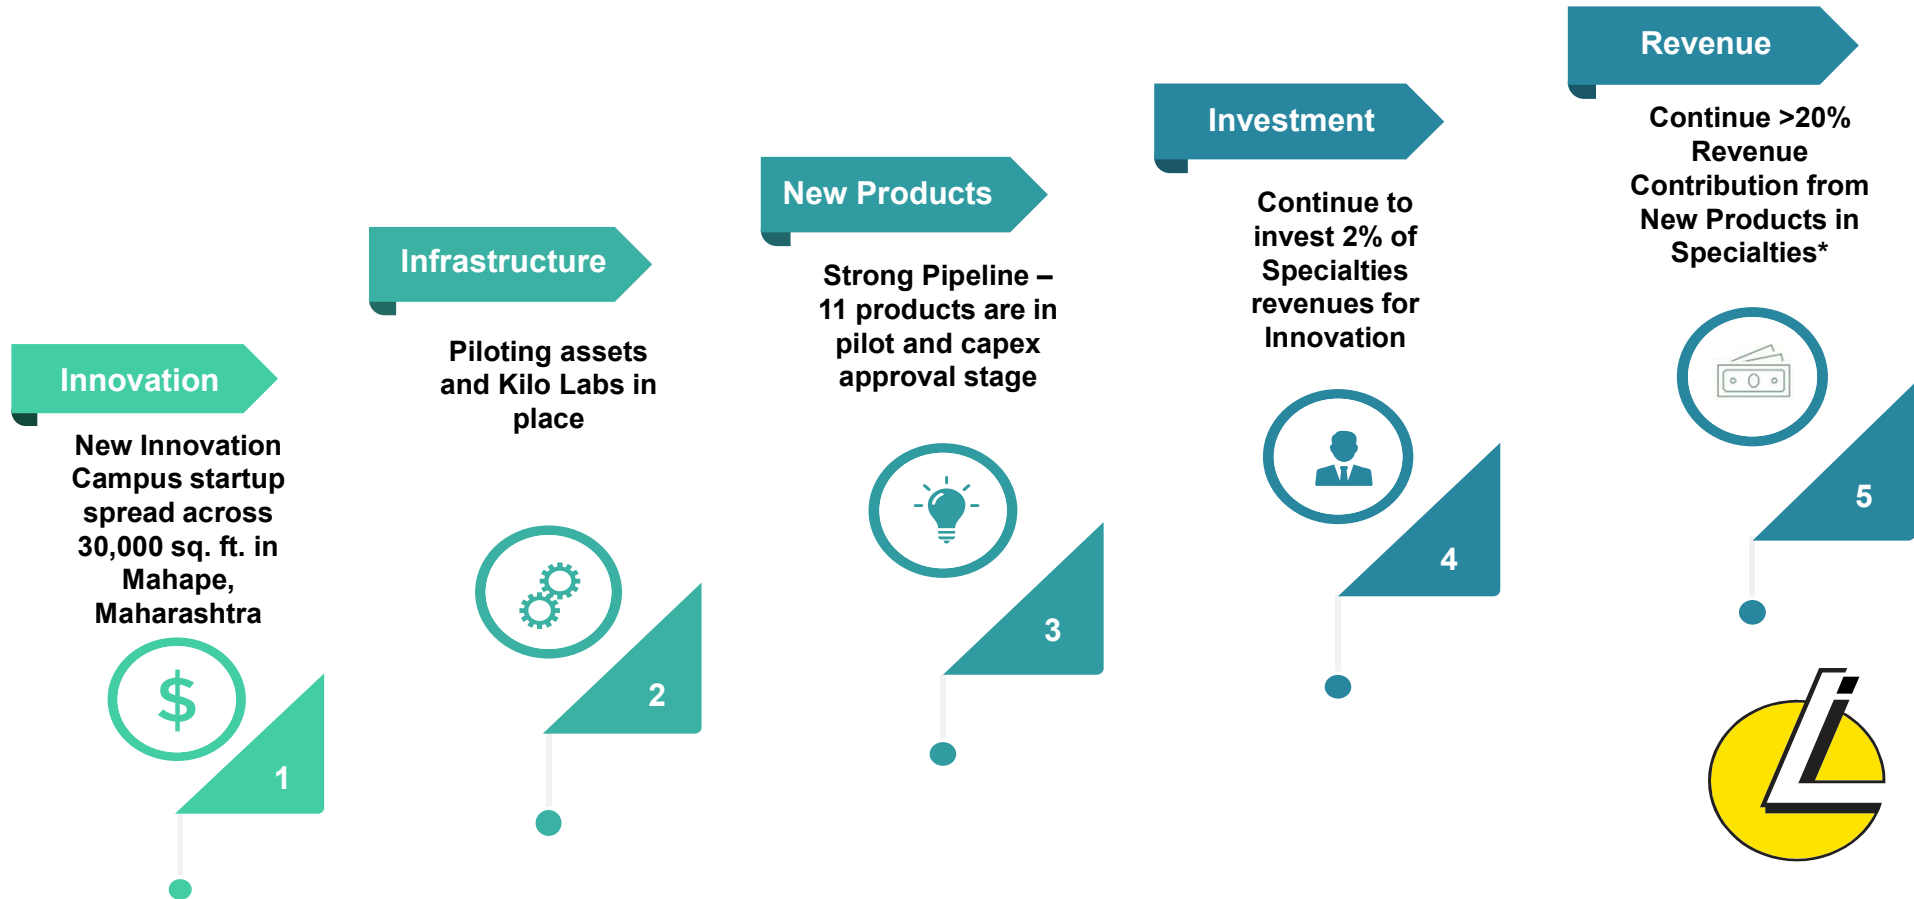 Innovation
New Innovation
Campus startup
spread across
30,000 sq. ft. in
Mahape,
Maharashtra
$
1
Infrastructure
Piloting assets
and Kilo Labs in
place
2
New Products
Strong Pipeline –
11 products are in
pilot and capex
approval stage
3
Investment
Continue to
invest 2% of
Specialties
revenues for
Innovation
4
Revenue
Continue >20%
Revenue
Contribution from
New Products in
Specialties*
5